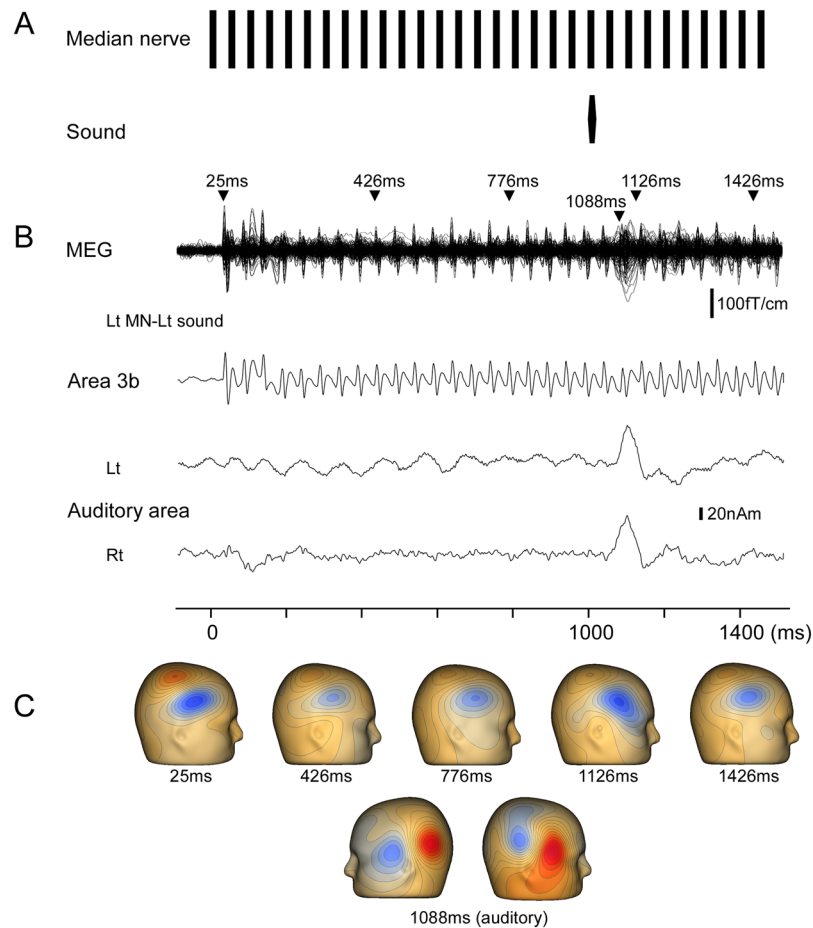 A
Median nerve
Sound
25ms 426ms 776ms 1126ms 1426ms
1088ms
B
MEG
100fT/cm
Lt MN-Lt sound
Area 3b
Lt
Auditory area
20nAm
Rt
0 1000 1400 (ms)
C
25ms 426ms 776ms 1126ms 1426ms
1088ms (auditory)